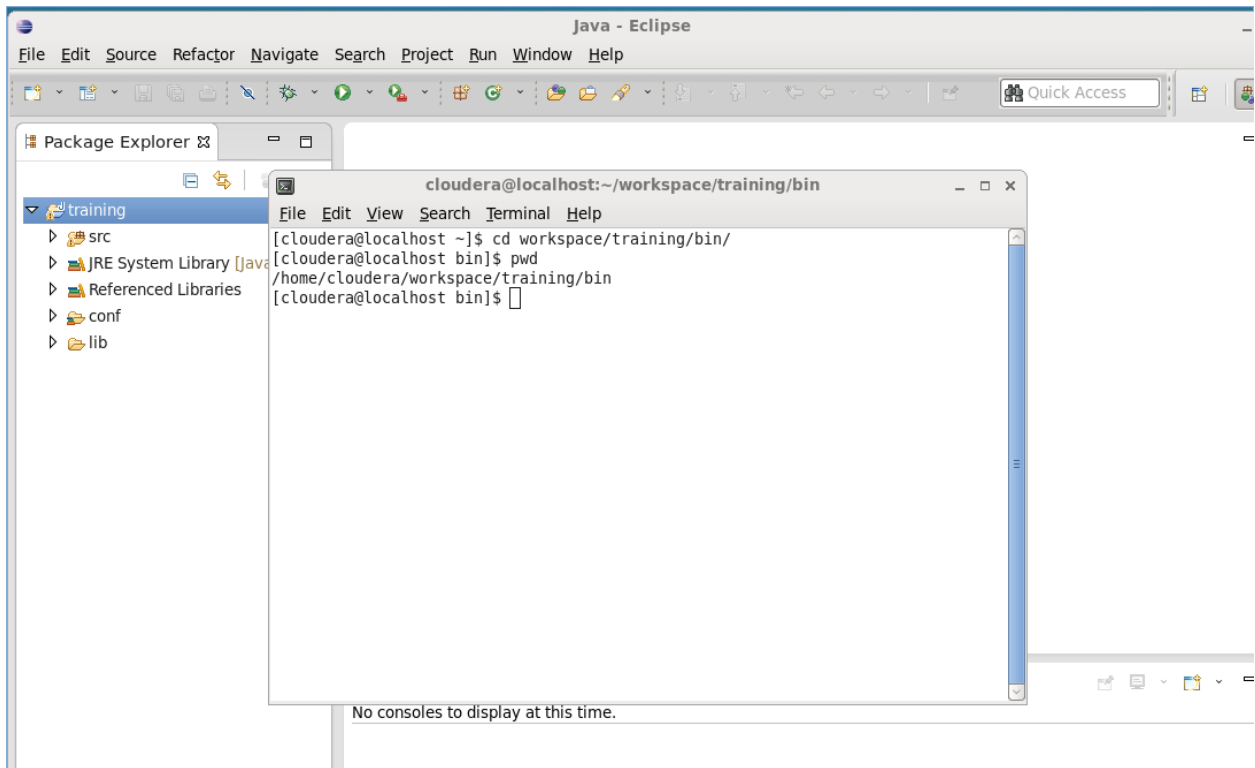 Java - Eclipse
File Edit Source Refactor Navigate Search Project Run Window Help
Quick Access
Package Explorer
training
src
JRE System Library [Java
Referenced Libraries
conf
lib
cloudera@localhost:~/workspace/training/bin
File Edit View Search Terminal Help
[cloudera@localhost ~]$ cd workspace/training/bin/
[cloudera@localhost bin]$ pwd
/home/cloudera/workspace/training/bin
[cloudera@localhost bin]$
No consoles to display at this time.